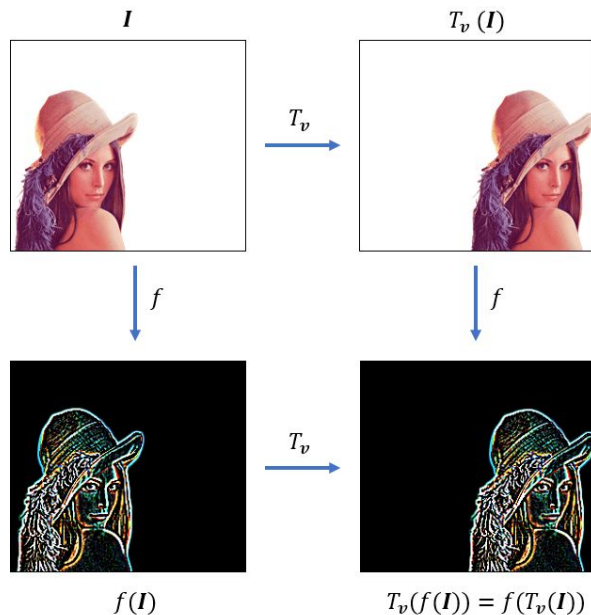 I
T_v (I)
T_v
f
f
T_v
f(I)
T_v(f(I)) = f(T_v(I))